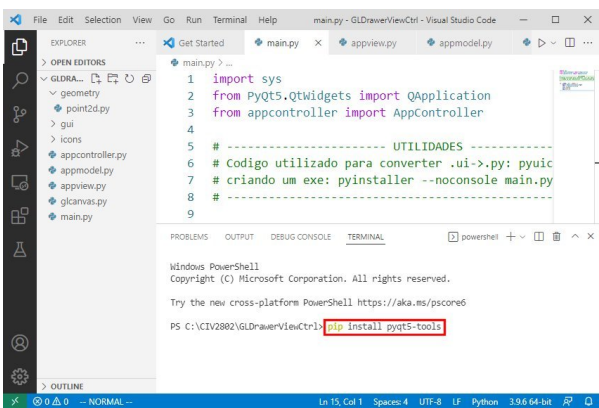 File Edit Selection View Go Run Terminal Help main.py - GLDrawerViewCtrl - Visual Studio Code
EXPLORER
Get Started
main.py
appview.py
appmodel.py
> OPEN EDITORS
main.py > ...
GLDRA...
geometry
point2d.py
> gui
> icons
appcontroller.py
appmodel.py
appview.py
glcanvas.py
main.py
1 import sys
2 from PyQt5.QtWidgets import QApplication
3 from appcontroller import AppController
4
5 # ----------------------- UTILIDADES -----------
6 # Codigo utilizado para converter .ui->.py: pyuic
7 # criando um exe: pyinstaller --noconsole main.py
8 # -----------------------------------------------
9
PROBLEMS OUTPUT DEBUG CONSOLE TERMINAL powershell
Windows PowerShell
Copyright (C) Microsoft Corporation. All rights reserved.
Try the new cross-platform PowerShell https://aka.ms/pscore6
PS C:\CIV2802\GLDrawerViewCtrl> pip install pyqt5-tools
> OUTLINE
0 0 -- NORMAL -- Ln 15, Col 1 Spaces: 4 UTF-8 LF Python 3.9.6 64-bit